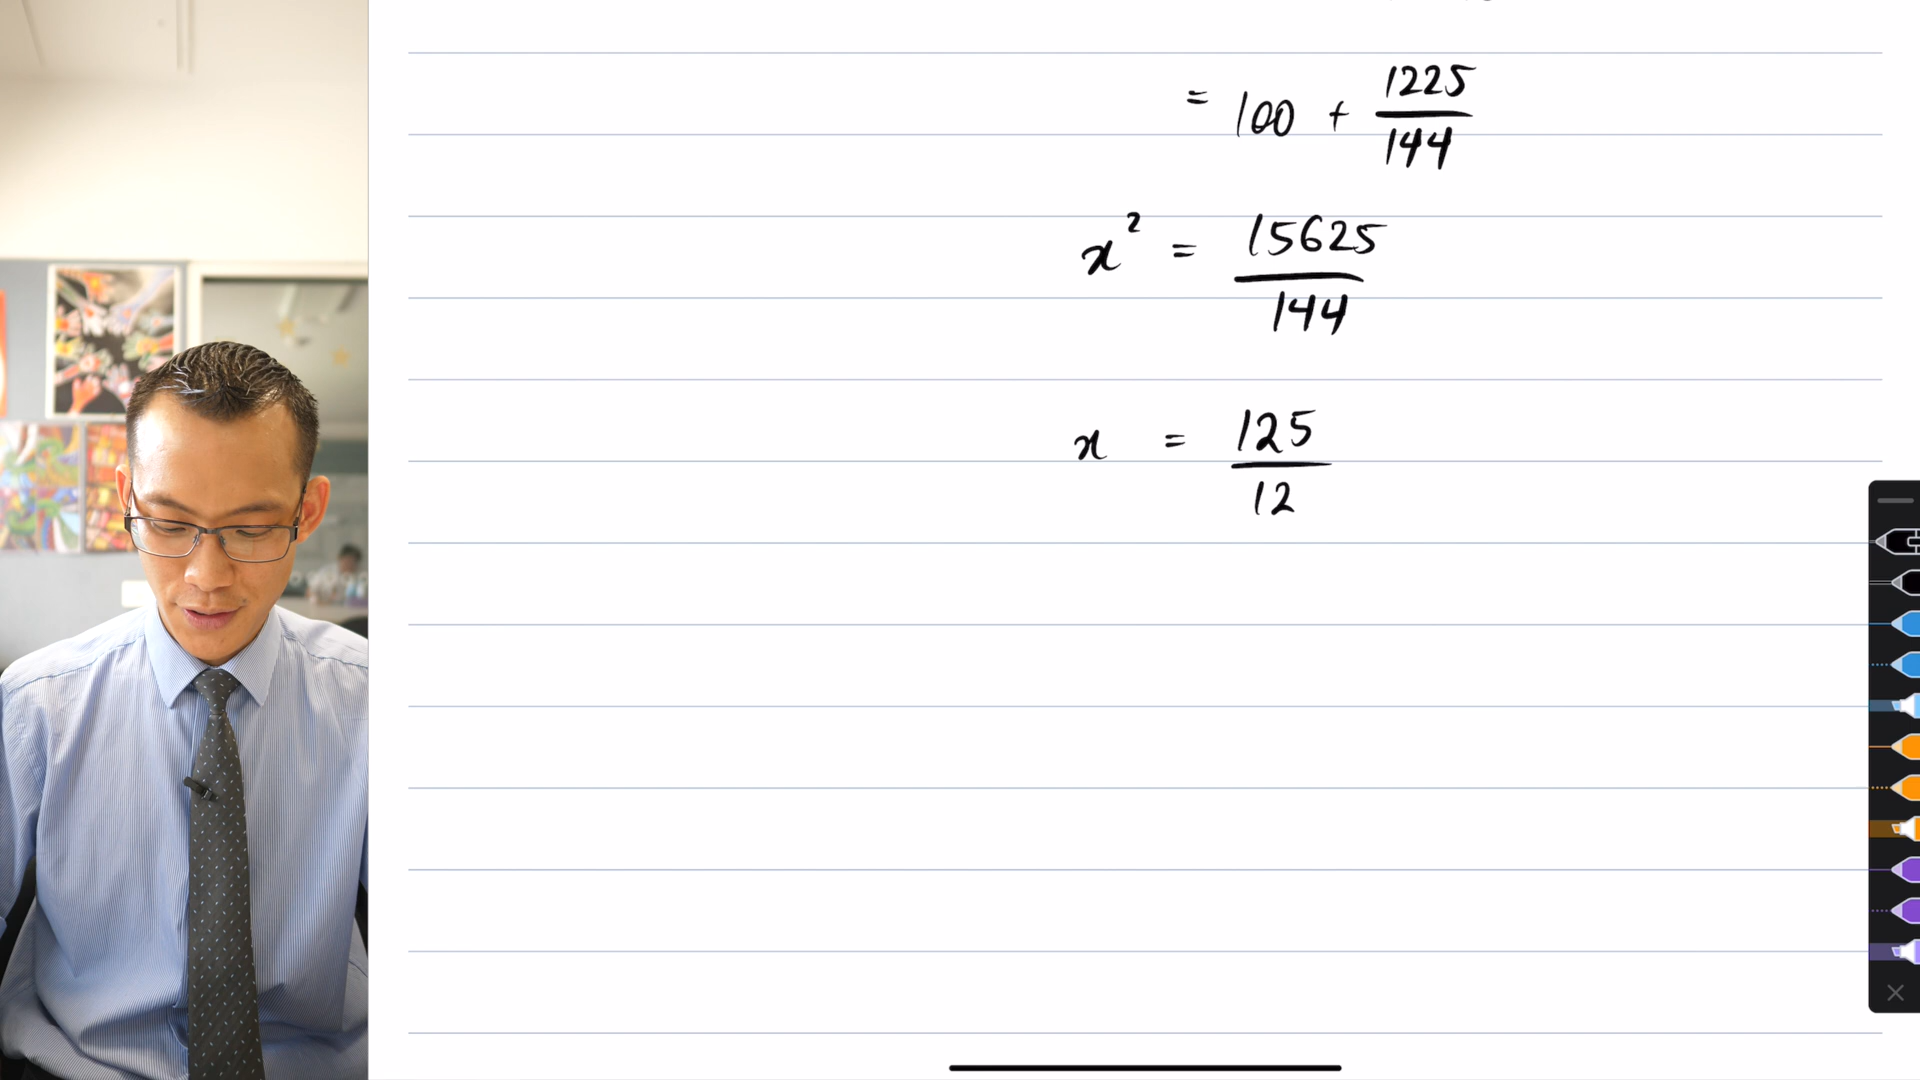 = 100 + 1225/144
x² = 15625/144
x = 125/12